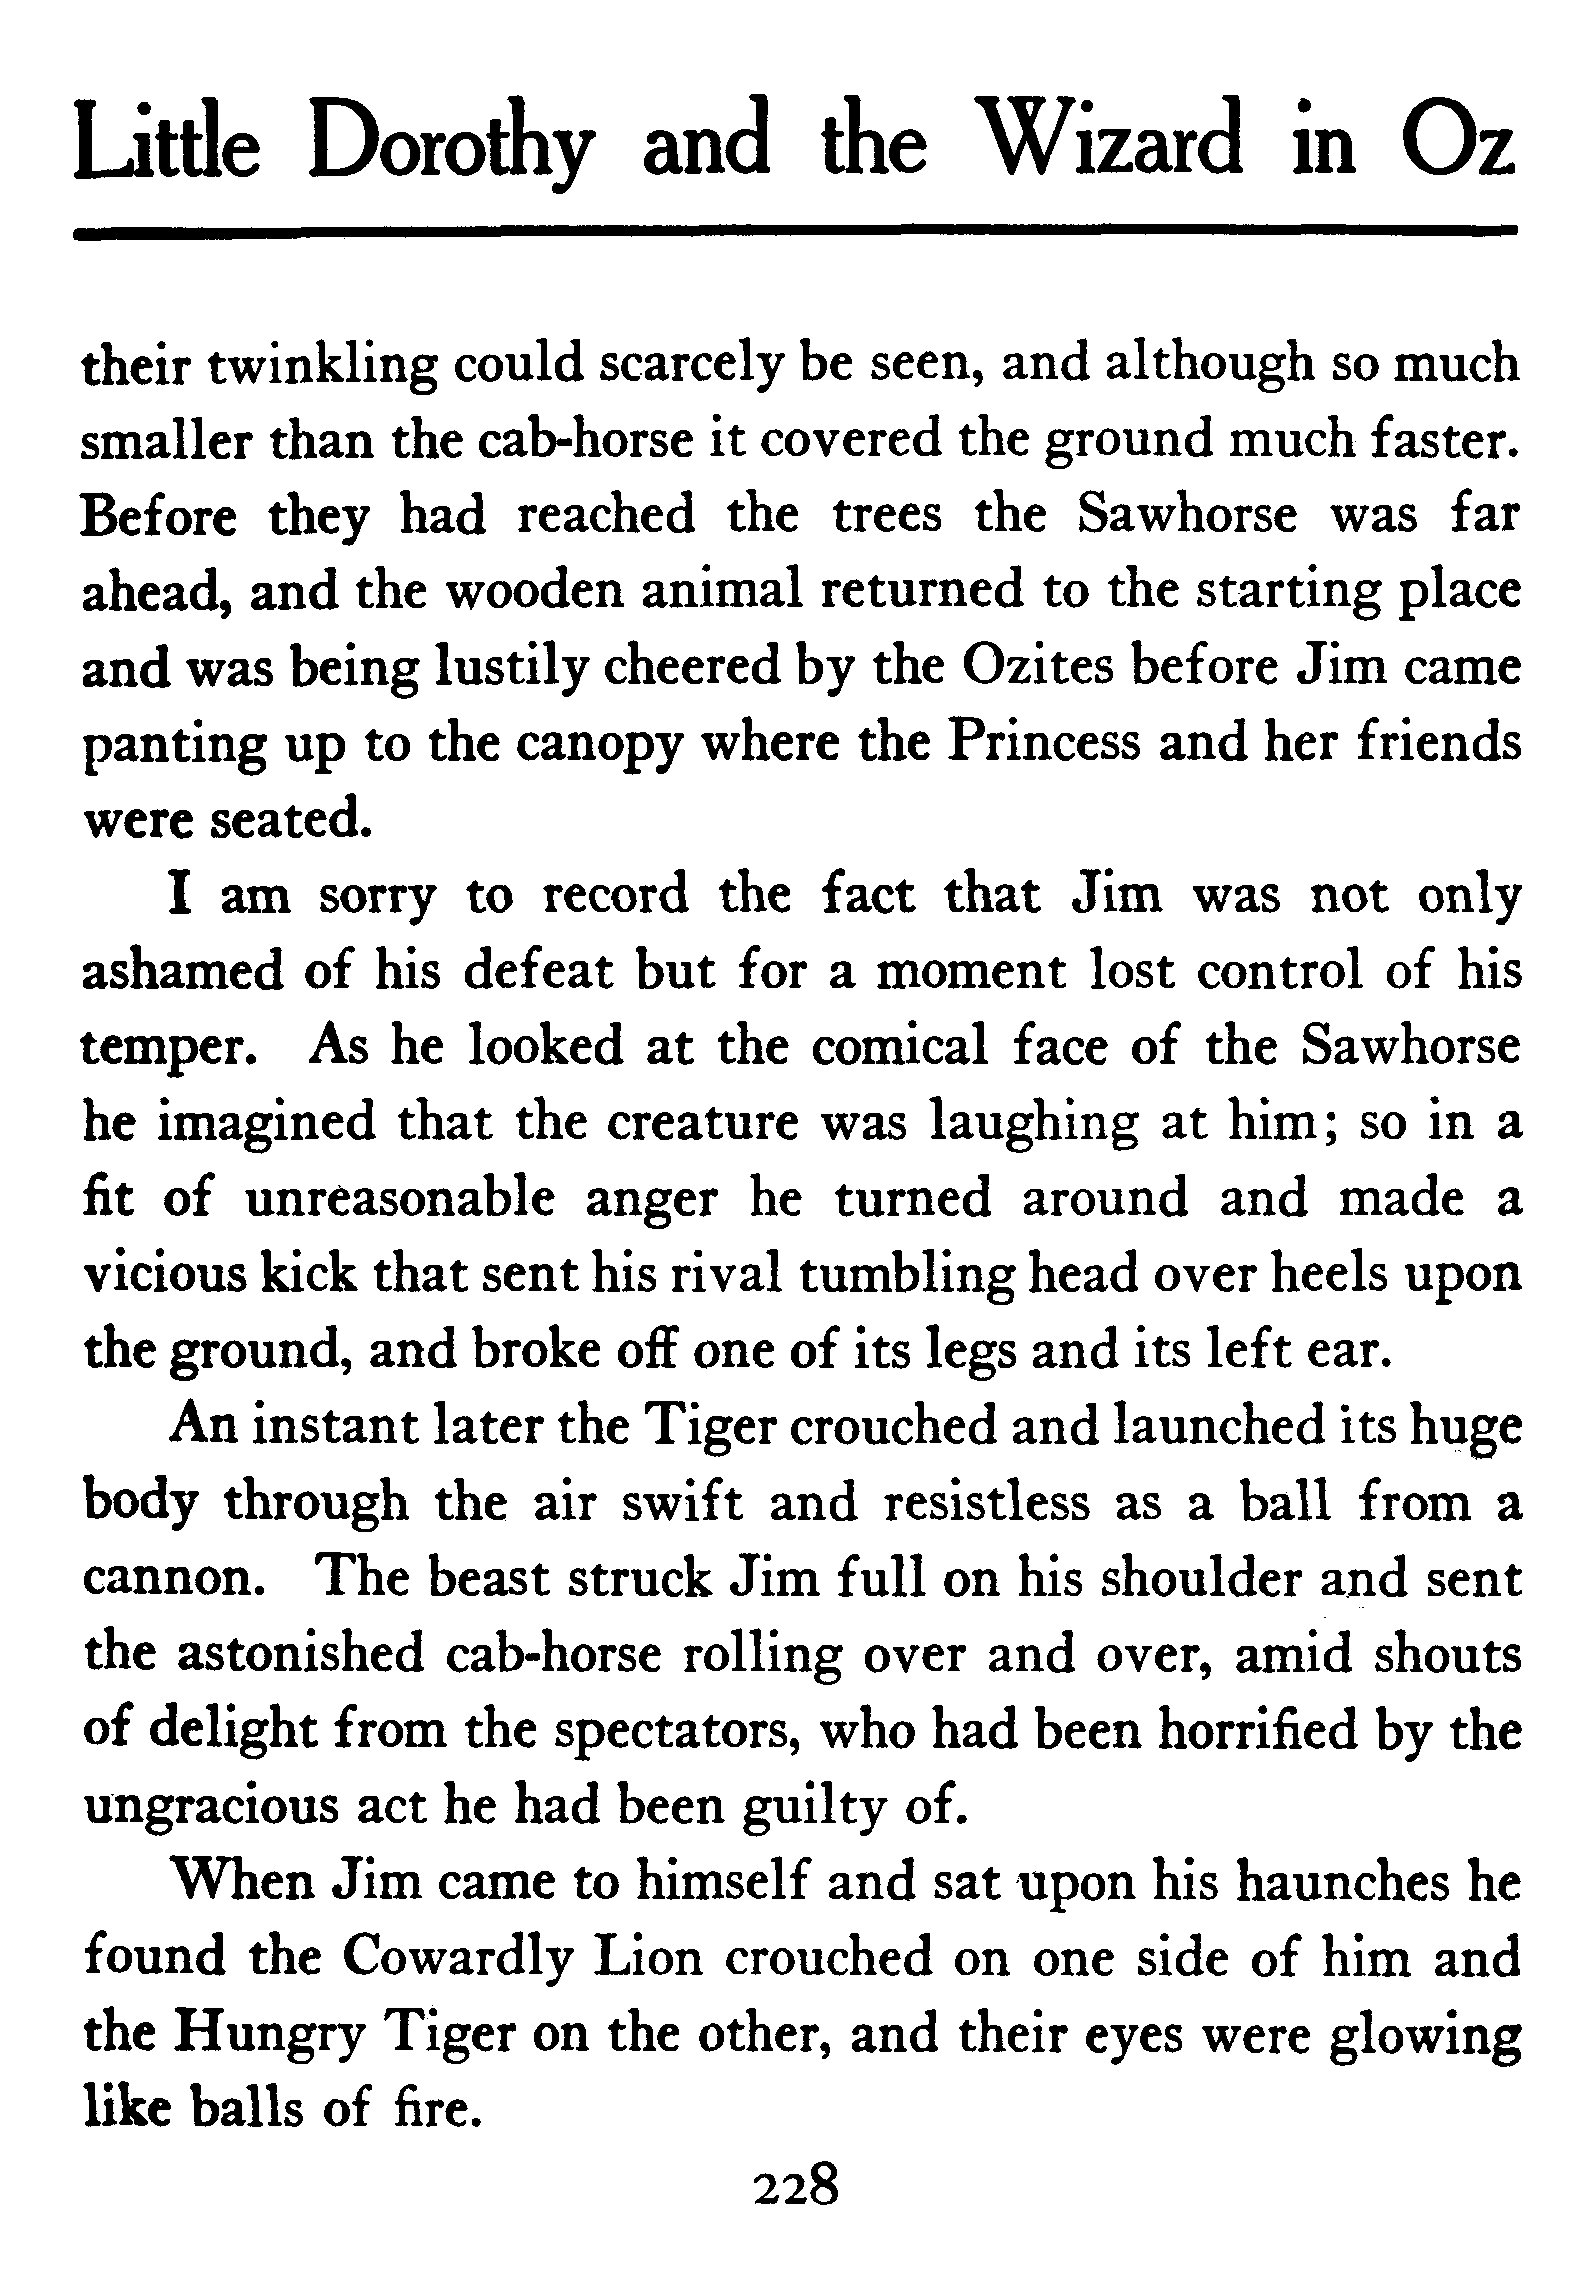 Little Dorothy and the Wizard in Oz
their twinkling could scarcely be seen, and although so much
smaller than the cab-horse it covered the ground much faster.
Before they had reached the trees the Sawhorse was far
ahead, and the wooden animal returned to the starting place
and was being lustily cheered by the Ozites before Jim came
panting up to the canopy where the Princess and her friends
were seated.
I am sorry to record the fact that Jim was not only
ashamed of his defeat but for a moment lost control of his
temper. As he looked at the comical face of the Sawhorse
he imagined that the creature was laughing at him; so in a
fit of unreasonable anger he turned around and made a
vicious kick that sent his rival tumbling head over heels upon
the ground, and broke off one of its legs and its left ear.
An instant later the Tiger crouched and launched its huge
body through the air swift and resistless as a ball from a
cannon. The beast struck Jim full on his shoulder and sent
the astonished cab-horse rolling over and over, amid shouts
of delight from the spectators, who had been horrified by the
ungracious act he had been guilty of.
When Jim came to himself and sat upon his haunches he
found the Cowardly Lion crouched on one side of him and
the Hungry Tiger on the other, and their eyes were glowing
like balls of fire.
228